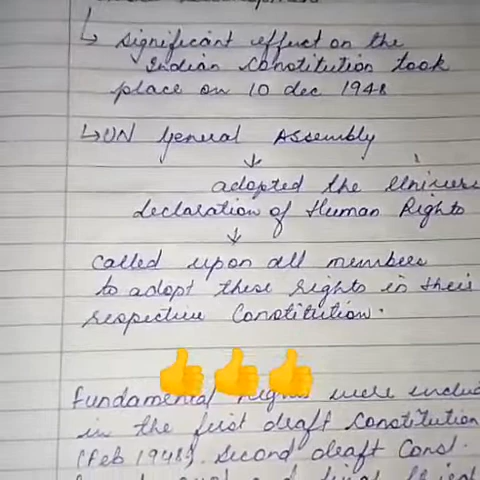 ↳ significant effect on the
Indian Constitution took
place on 10 dec 1948
↳ UN General Assembly
↓
adopted the Univers
declaration of Human Rights
↓
called upon all members
to adopt these rights in their
respective Constitution.
Fundamental Rights were includ
in the first draft Constitution
(Feb 1948). Second draft Const.